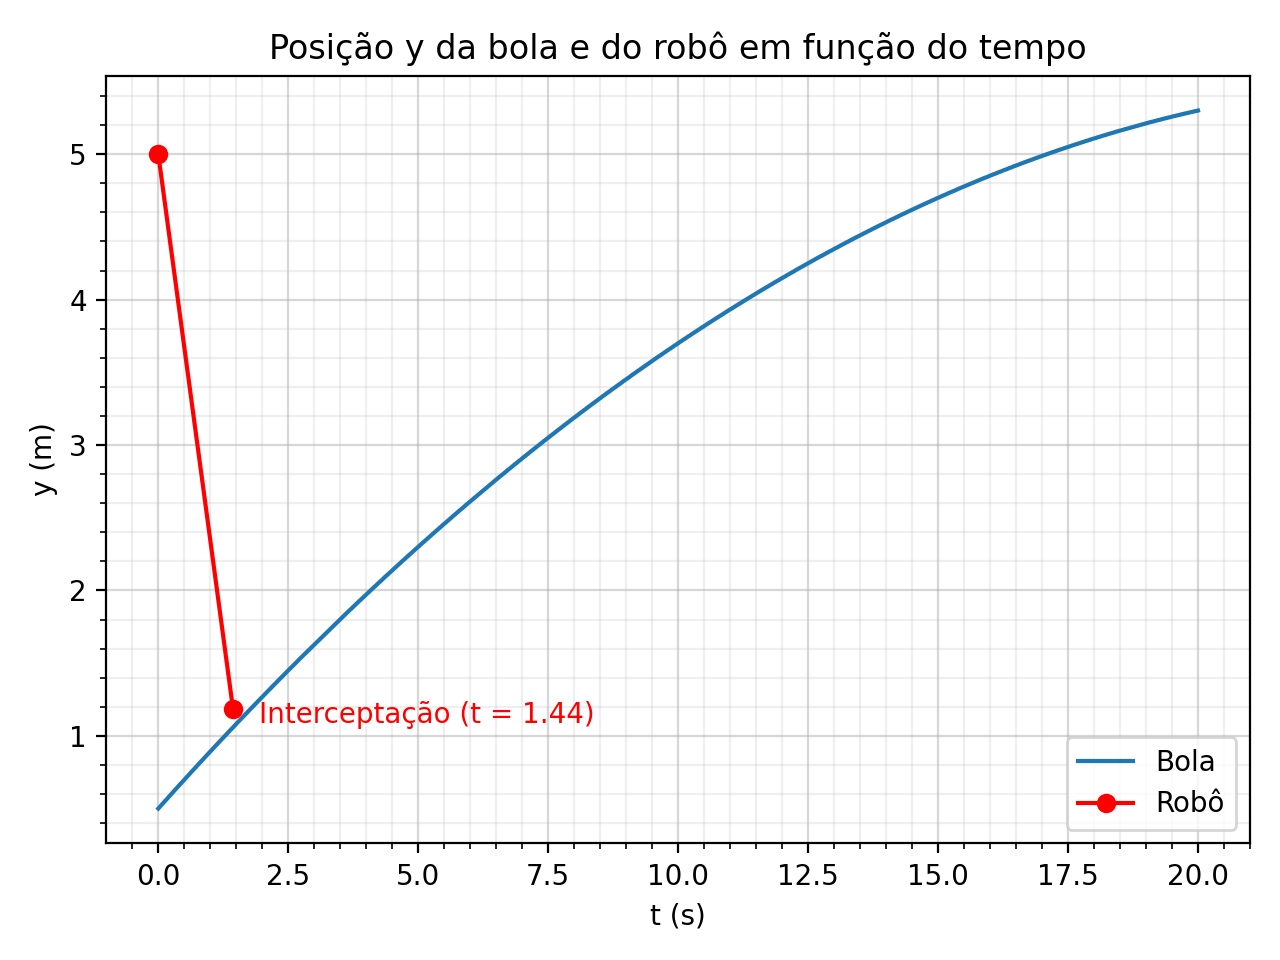 Posição y da bola e do robô em função do tempo
y (m)
5
4
3
2
1
Interceptação (t = 1.44)
Bola
Robô
0.0 2.5 5.0 7.5 10.0 12.5 15.0 17.5 20.0
t (s)